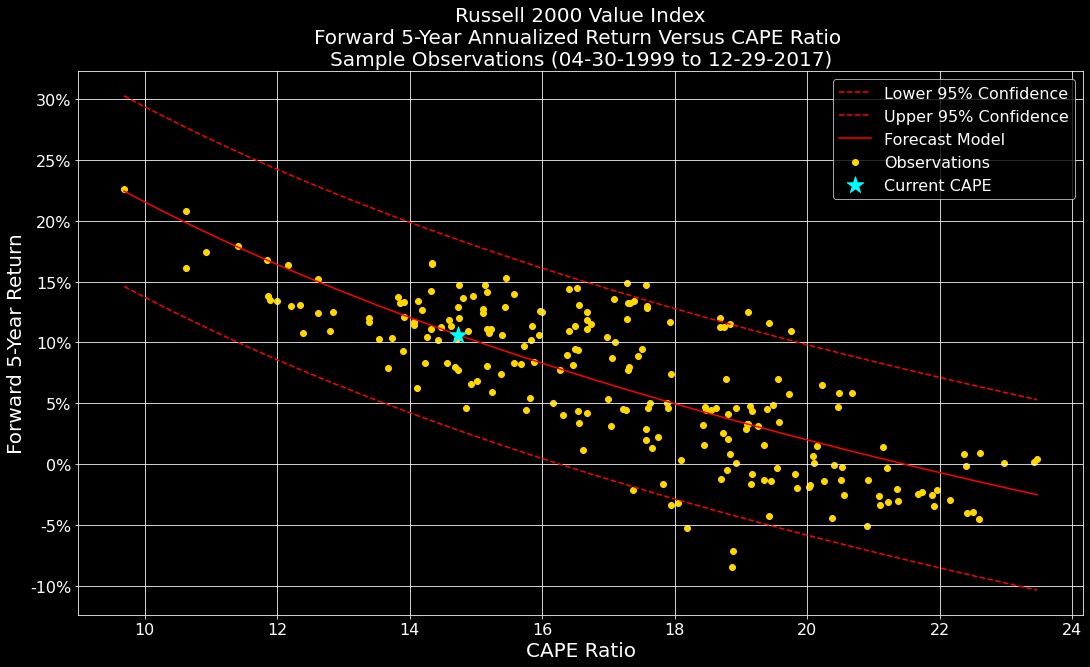 Russell 2000 Value Index
Forward 5-Year Annualized Return Versus CAPE Ratio
Sample Observations (04-30-1999 to 12-29-2017)
Lower 95% Confidence
Upper 95% Confidence
Forecast Model
Observations
Current CAPE
Forward 5-Year Return
30%
25%
20%
15%
10%
5%
0%
-5%
-10%
10 12 14 16 18 20 22 24
CAPE Ratio